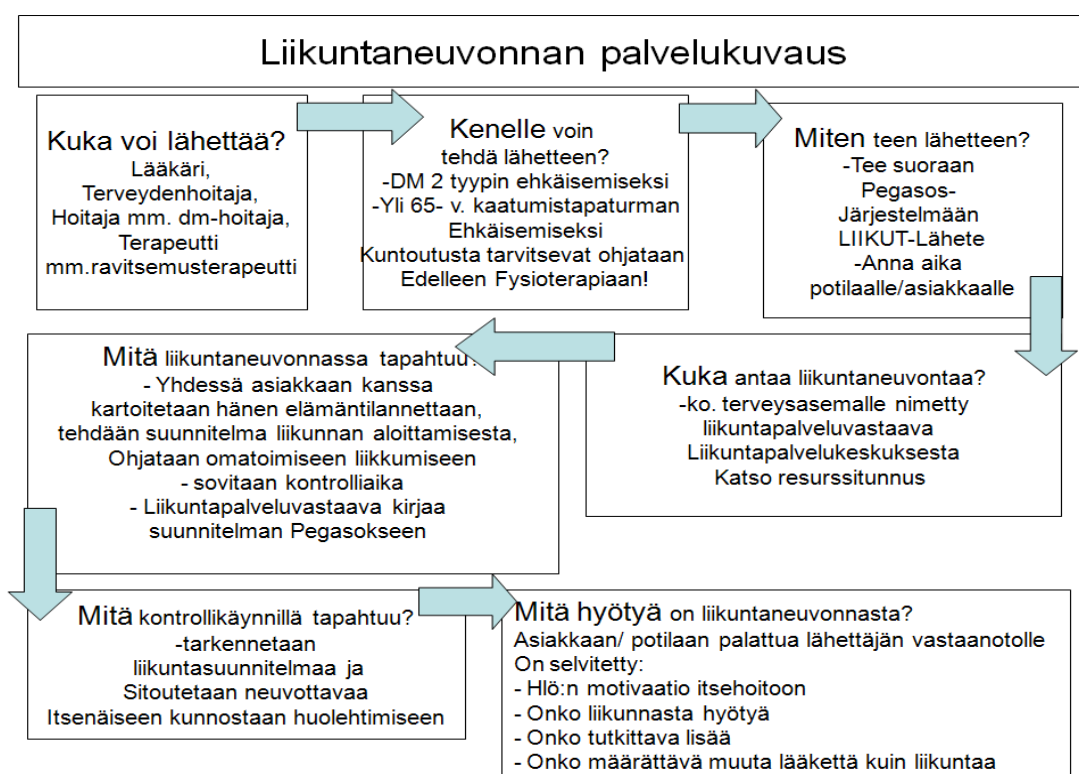 Liikuntaneuvonnan palvelukuvaus
Kuka voi lähettää?
Lääkäri,
Terveydenhoitaja,
Hoitaja mm. dm-hoitaja,
Terapeutti
mm.ravitsemusterapeutti
Kenelle voin
tehdä lähetteen?
-DM 2 tyypin ehkäisemiseksi
-Yli 65- v. kaatumistapaturman
Ehkäisemiseksi
Kuntoutusta tarvitsevat ohjataan
Edelleen Fysioterapiaan!
Miten teen lähetteen?
-Tee suoraan
Pegasos-
Järjestelmään
LIIKUT-Lähete
-Anna aika
potilaalle/asiakkaalle
Kuka antaa liikuntaneuvontaa?
-ko. terveysasemalle nimetty
liikuntapalveluvastaava
Liikuntapalvelukeskuksesta
Katso resurssitunnus
Mitä liikuntaneuvonnassa tapahtuu?
- Yhdessä asiakkaan kanssa
kartoitetaan hänen elämäntilannettaan,
tehdään suunnitelma liikunnan aloittamisesta,
Ohjataan omatoimiseen liikkumiseen
- sovitaan kontrolliaika
- Liikuntapalveluvastaava kirjaa
suunnitelman Pegasokseen
Mitä kontrollikäynnillä tapahtuu?
-tarkennetaan
liikuntasuunnitelmaa ja
Sitoutetaan neuvottavaa
Itsenäiseen kunnostaan huolehtimiseen
Mitä hyötyä on liikuntaneuvonnasta?
Asiakkaan/ potilaan palattua lähettäjän vastaanotolle
On selvitetty:
- Hlö:n motivaatio itsehoitoon
- Onko liikunnasta hyötyä
- Onko tutkittava lisää
- Onko määrättävä muuta lääkettä kuin liikuntaa